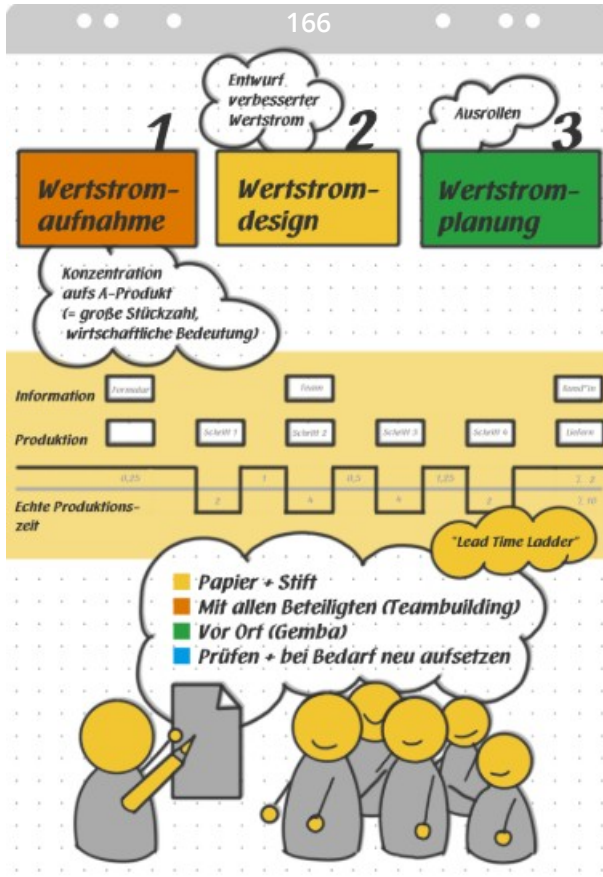 166
Entwurf
verbesserter
Wertstrom
Ausrollen
1
2
3
Wertstrom-
aufnahme
Wertstrom-
design
Wertstrom-
planung
Konzentration
aufs A-Produkt
(= große Stückzahl,
wirtschaftliche Bedeutung)
Information
Formular
Team
Kund*in
Produktion
Schritt 1
Schritt 2
Schritt 3
Schritt 4
Liefern
0,25
1
0,5
1,25
Σ 2
Echte Produktions-
zeit
2
4
4
2
Σ 10
"Lead Time Ladder"
Papier + Stift
Mit allen Beteiligten (Teambuilding)
Vor Ort (Gemba)
Prüfen + bei Bedarf neu aufsetzen